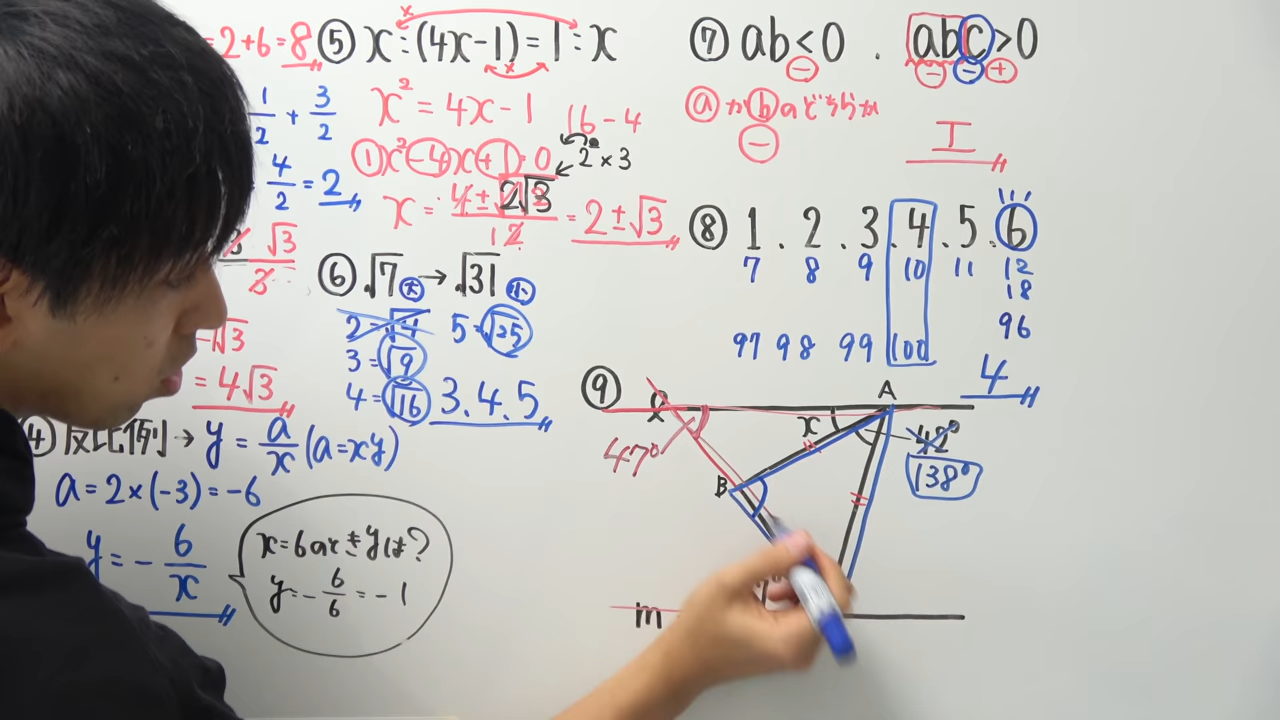 = 2+6 = 8
1/2 + 3/2
4/2 = 2
√3
-√3
= 4√3
④ 反比例 → y = a/x (a=xy)
a = 2×(-3) = -6
y = - 6/x
x=6のときyは?
y = - 6/6 = - 1
⑤ x : (4x-1) = 1 : x
x² = 4x - 1
16 - 4
①x² -4x +1 = 0
2²×3
x = 4±2√3 / 2 = 2±√3
⑥ √7 → √31
2 = √4 5 = √25
3 = √9
4 = √16 3.4.5
⑦ ab<0 . abc>0
- - +
aかbのどちらか
-
エ
⑧ 1 . 2 . 3 . 4 . 5 . 6
7 8 9 10 11 12
18
96
97 98 99 100
4
⑨
ℓ A
x 42°
47° 138°
B
m